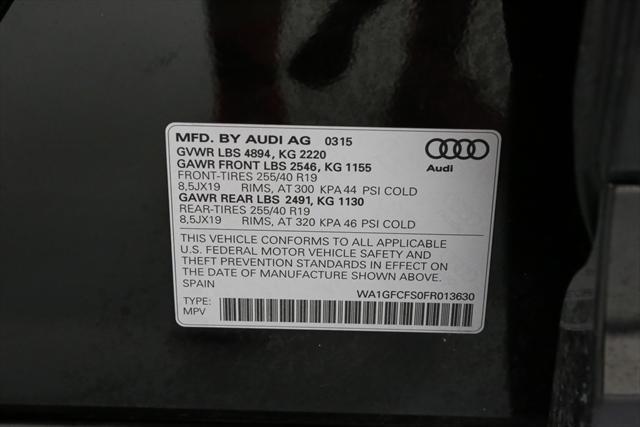 MFD. BY AUDI AG 0315
GVWR LBS 4894, KG 2220
GAWR FRONT LBS 2546, KG 1155
FRONT-TIRES 255/40 R19
8,5JX19 RIMS, AT 300 KPA 44 PSI COLD
GAWR REAR LBS 2491, KG 1130
REAR-TIRES 255/40 R19
8,5JX19 RIMS, AT 320 KPA 46 PSI COLD
Audi
THIS VEHICLE CONFORMS TO ALL APPLICABLE
U.S. FEDERAL MOTOR VEHICLE SAFETY AND
THEFT PREVENTION STANDARDS IN EFFECT ON
THE DATE OF MANUFACTURE SHOWN ABOVE.
SPAIN
WA1GFCFS0FR013630
TYPE:
MPV